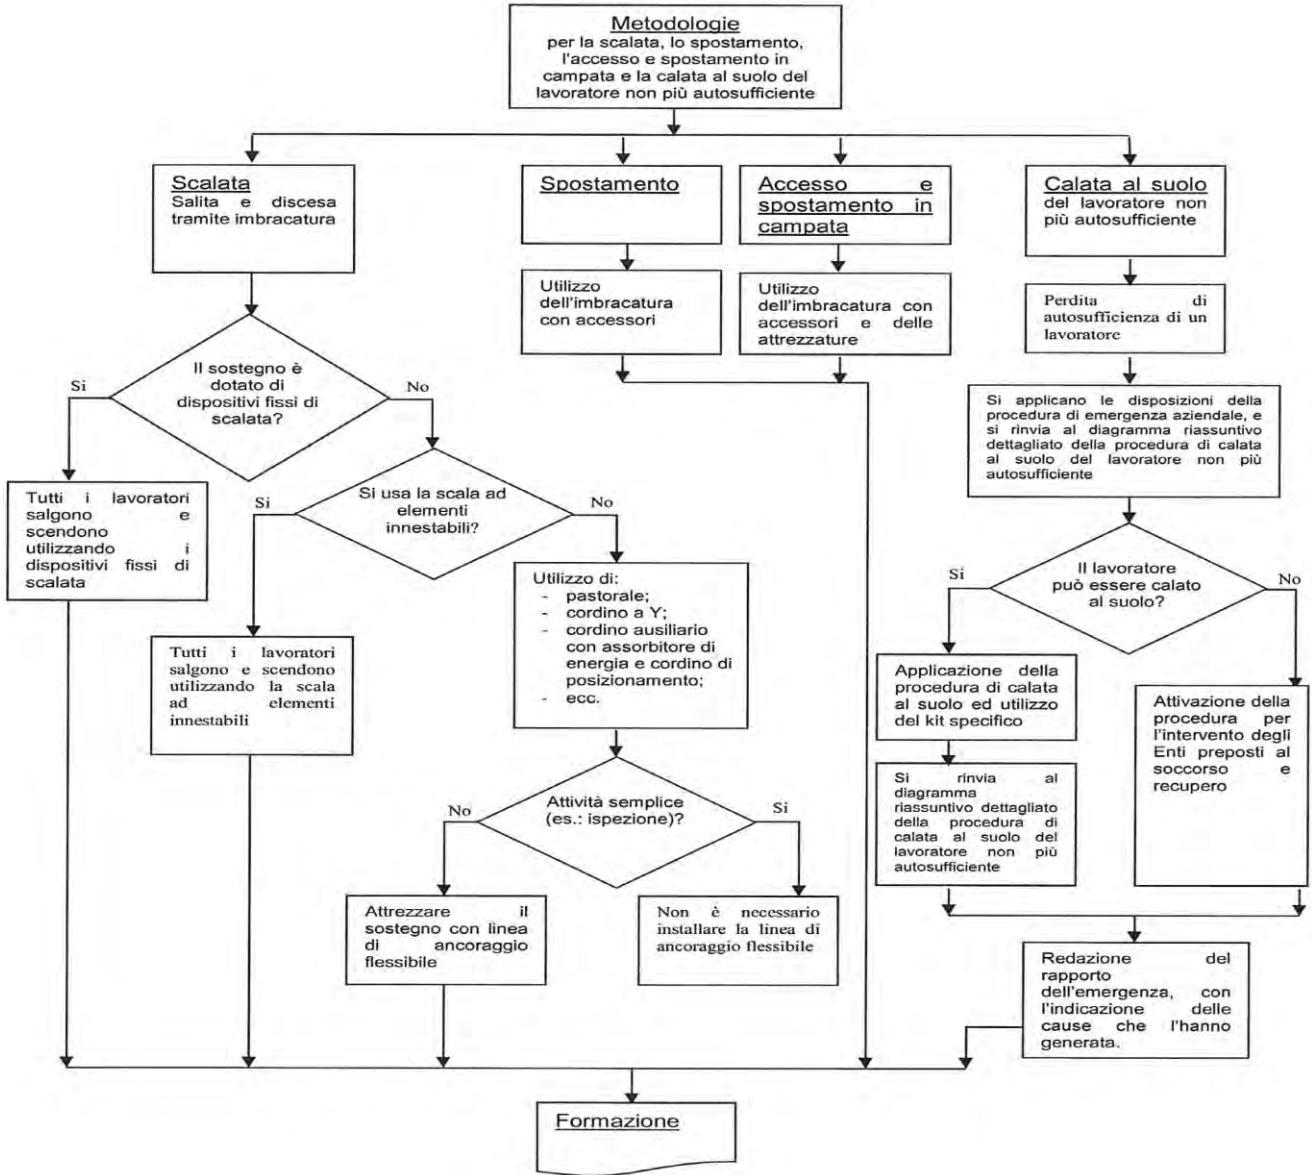 Metodologie
per la scalata, lo spostamento,
l'accesso e spostamento in
campata e la calata al suolo del
lavoratore non più autosufficiente
Scalata
Salita e discesa
tramite imbracatura
Spostamento
Accesso e
spostamento in
campata
Calata al suolo
del lavoratore non
più autosufficiente
Utilizzo
dell'imbracatura
con accessori
Utilizzo
dell'imbracatura con
accessori e delle
attrezzature
Perdita di
autosufficienza di un
lavoratore
Il sostegno è
dotato di
dispositivi fissi di
scalata?
Si
No
Si applicano le disposizioni della
procedura di emergenza aziendale, e
si rinvia al diagramma riassuntivo
dettagliato della procedura di calata
al suolo del lavoratore non più
autosufficiente
Tutti i lavoratori
salgono e
scendono
utilizzando i
dispositivi fissi di
scalata
Si usa la scala ad
elementi
innestabili?
Si
No
Il lavoratore
può essere calato
al suolo?
Si
No
Utilizzo di:
- pastorale;
- cordino a Y;
- cordino ausiliario
con assorbitore di
energia e cordino di
posizionamento;
- ecc.
Tutti i lavoratori
salgono e scendono
utilizzando la scala
ad elementi
innestabili
Applicazione della
procedura di calata
al suolo ed utilizzo
del kit specifico
Attivazione della
procedura per
l'intervento degli
Enti preposti al
soccorso e
recupero
Attività semplice
(es.: ispezione)?
No
Si
Si rinvia al
diagramma
riassuntivo dettagliato
della procedura di
calata al suolo del
lavoratore non più
autosufficiente
Attrezzare il
sostegno con linea
di ancoraggio
flessibile
Non è necessario
installare la linea di
ancoraggio flessibile
Redazione del
rapporto
dell'emergenza, con
l'indicazione delle
cause che l'hanno
generata.
Formazione